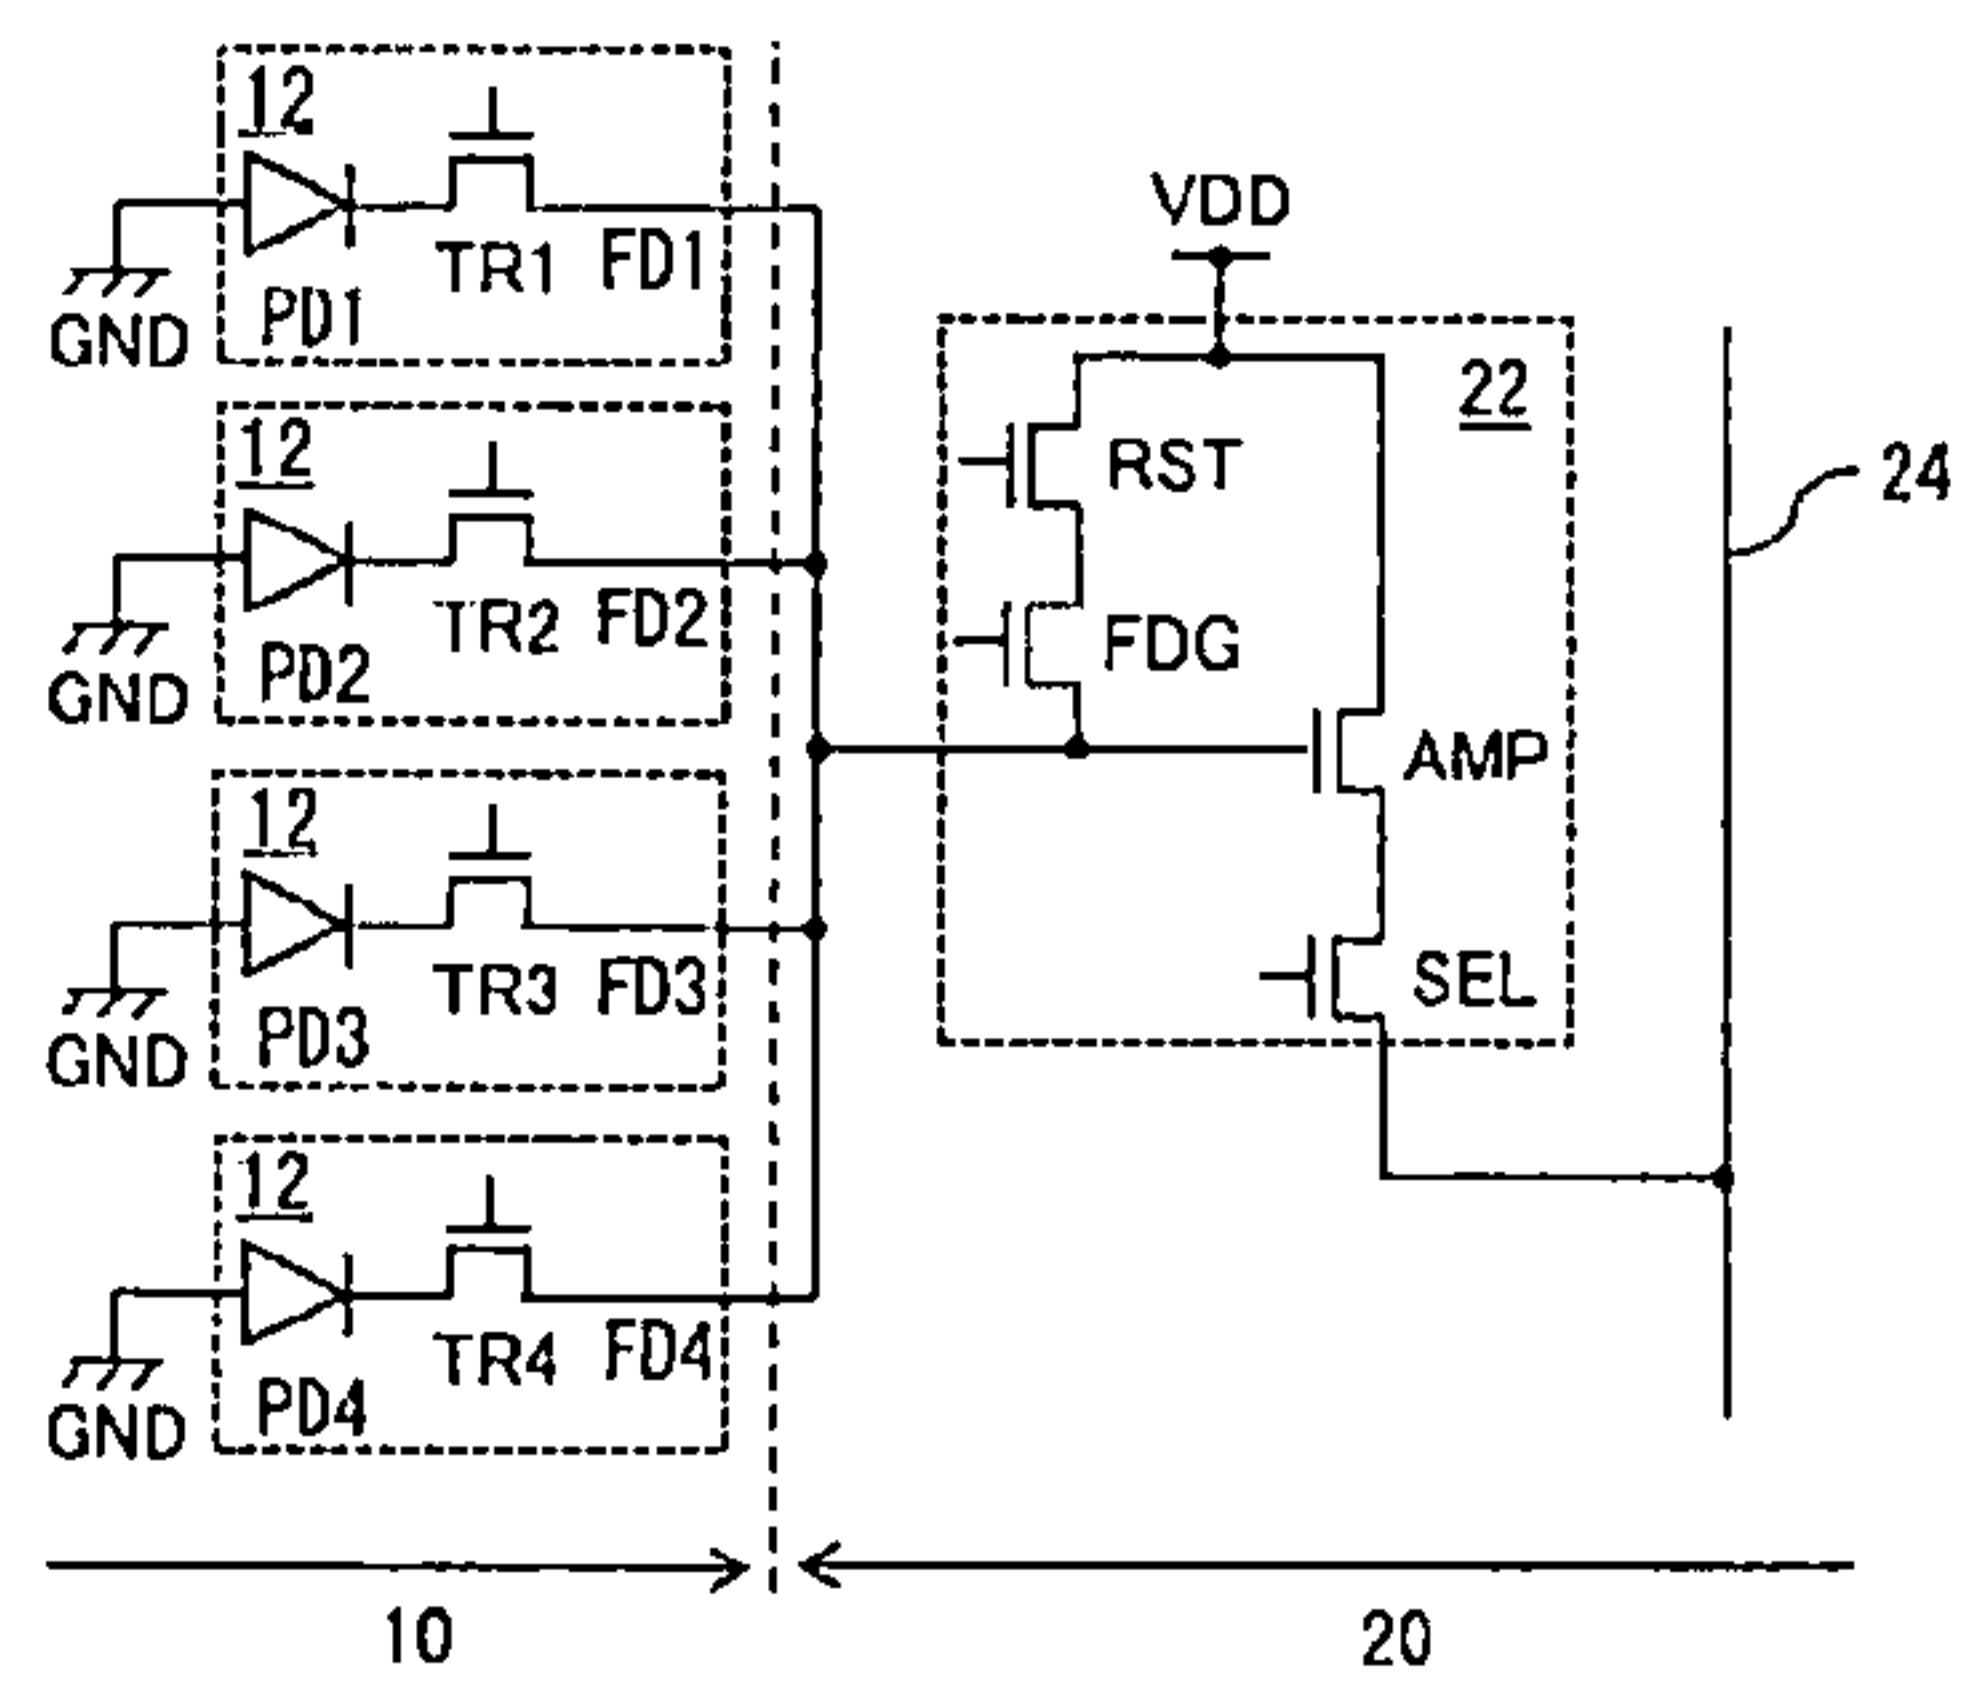 12
TR1
FD1
PD1
GND
12
TR2
FD2
PD2
GND
12
TR3
FD3
PD3
GND
12
TR4
FD4
PD4
GND
VDD
22
RST
24
FDG
AMP
SEL
10
20